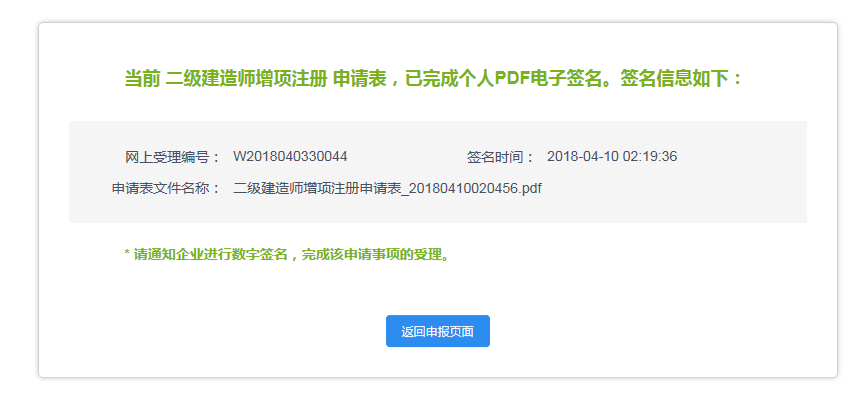 当前 二级建造师增项注册 申请表，已完成个人PDF电子签名。签名信息如下：
网上受理编号： W2018040330044 签名时间： 2018-04-10 02:19:36
申请表文件名称： 二级建造师增项注册申请表_20180410020456.pdf
* 请通知企业进行数字签名，完成该申请事项的受理。
返回申报页面